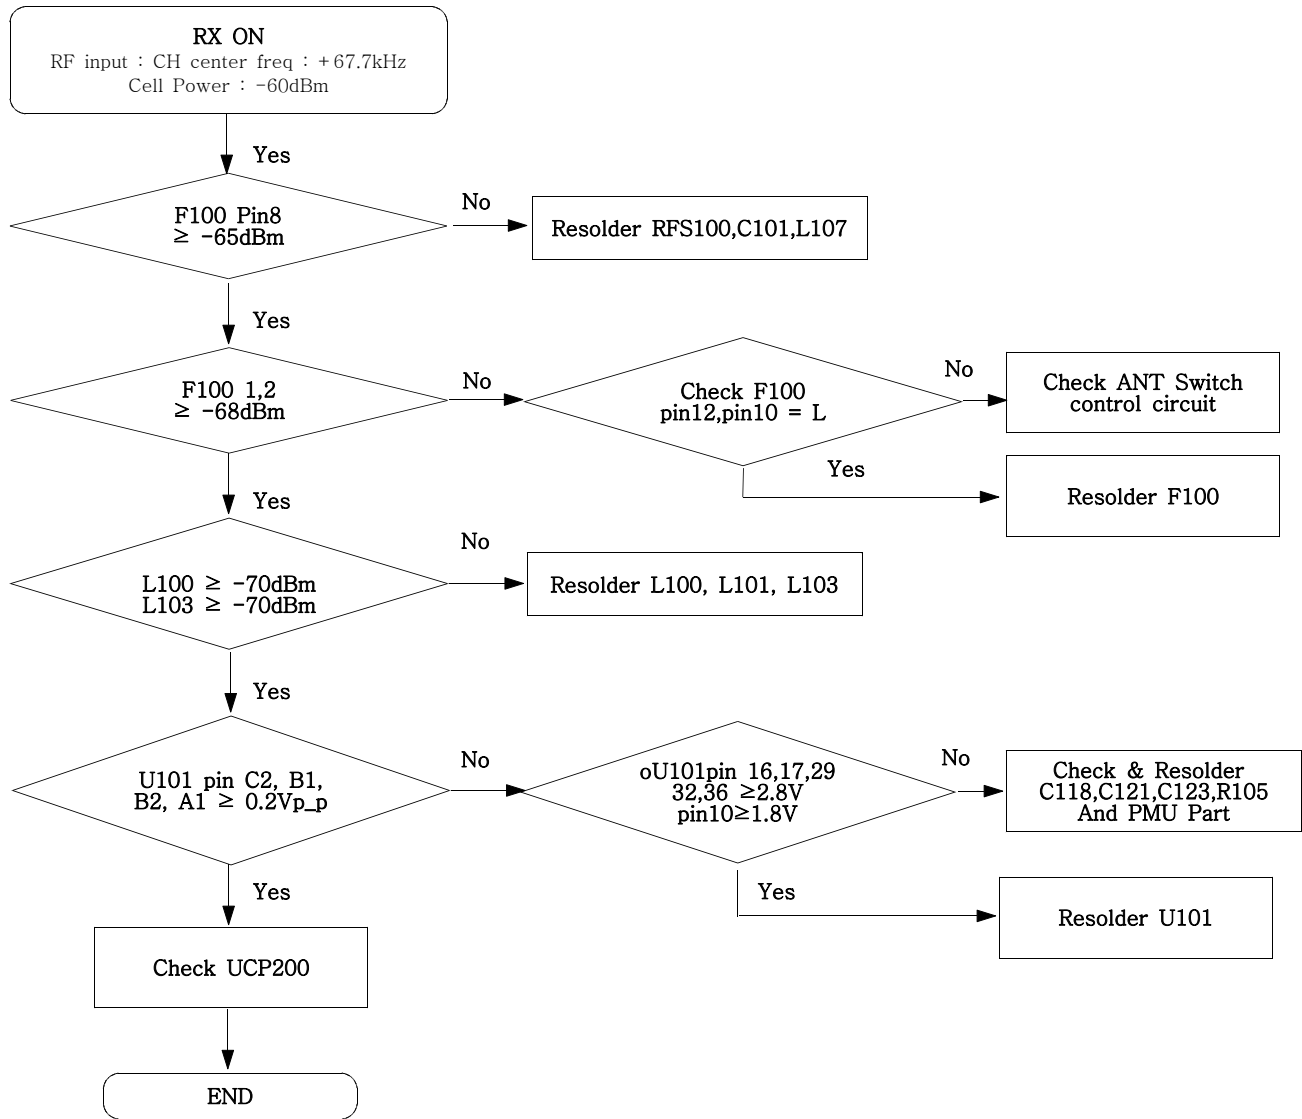 RX ON
RF input : CH center freq : +67.7kHz
Cell Power : -60dBm
Yes
F100 Pin8
≥ -65dBm
No
Resolder RFS100,C101,L107
Yes
F100 1,2
≥ -68dBm
No
Check F100
pin12,pin10 = L
No
Check ANT Switch
control circuit
Yes
Resolder F100
Yes
L100 ≥ -70dBm
L103 ≥ -70dBm
No
Resolder L100, L101, L103
Yes
U101 pin C2, B1,
B2, A1 ≥ 0.2Vp_p
No
oU101pin 16,17,29
32,36 ≥2.8V
pin10≥1.8V
No
Check & Resolder
C118,C121,C123,R105
And PMU Part
Yes
Resolder U101
Yes
Check UCP200
END